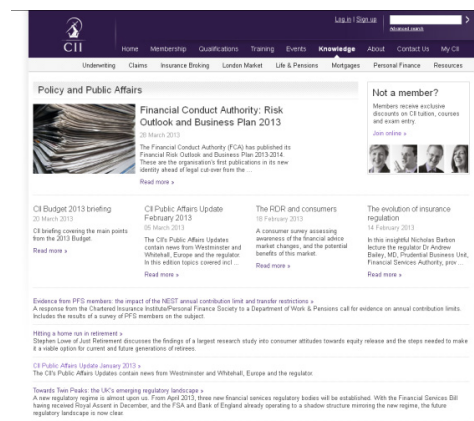 Log in | Sign up
Advanced search
CII
Home Membership Qualifications Training Events Knowledge About Contact Us My CII
Underwriting Claims Insurance Broking London Market Life & Pensions Mortgages Personal Finance Resources
Policy and Public Affairs
Financial Conduct Authority: Risk
Outlook and Business Plan 2013
28 March 2013
The Financial Conduct Authority (FCA) has published its
Financial Risk Outlook and Business Plan 2013-2014.
These are the organisation's first publications in its new
identity ahead of legal cut-over from the ...
Read more »
Not a member?
Members receive exclusive
discounts on CII tuition, courses
and exam entry.
Join online »
CII Budget 2013 briefing
20 March 2013
CII briefing covering the main points
from the 2013 Budget.
Read more »
CII Public Affairs Update
February 2013
05 March 2013
The CII's Public Affairs Updates
contain news from Westminster and
Whitehall, Europe and the regulator.
In this edition topics covered incl ...
Read more »
The RDR and consumers
18 February 2013
A consumer survey assessing
awareness of the financial advice
market changes, and the potential
benefits of this market.
Read more »
The evolution of insurance
regulation
14 February 2013
In this insightful Nicholas Barbon
lecture the regulator Dr Andrew
Bailey, MD, Prudential Business Unit,
Financial Services Authority, prov ...
Read more »
Evidence from PFS members: the impact of the NEST annual contribution limit and transfer restrictions »
A response from the Chartered Insurance Institute/Personal Finance Society to a Department of Work & Pensions call for evidence on annual contribution limits.
Includes the results of a survey of PFS members on the subject.
Hitting a home run in retirement »
Stephen Lowe of Just Retirement discusses the findings of a largest research study into consumer attitudes towards equity release and the steps needed to make
it a viable option for current and future generations of retirees.
CII Public Affairs Update January 2013 »
The CII's Public Affairs Updates contain news from Westminster and Whitehall, Europe and the regulator.
Towards Twin Peaks: the UK's emerging regulatory landscape »
A new regulatory regime is almost upon us. From April 2013, three new financial services regulatory bodies will be established. With the Financial Services Bill
having received Royal Assent in December, and the FSA and Bank of England already operating to a shadow structure mirroring the new regime, the future
regulatory landscape is now clear.